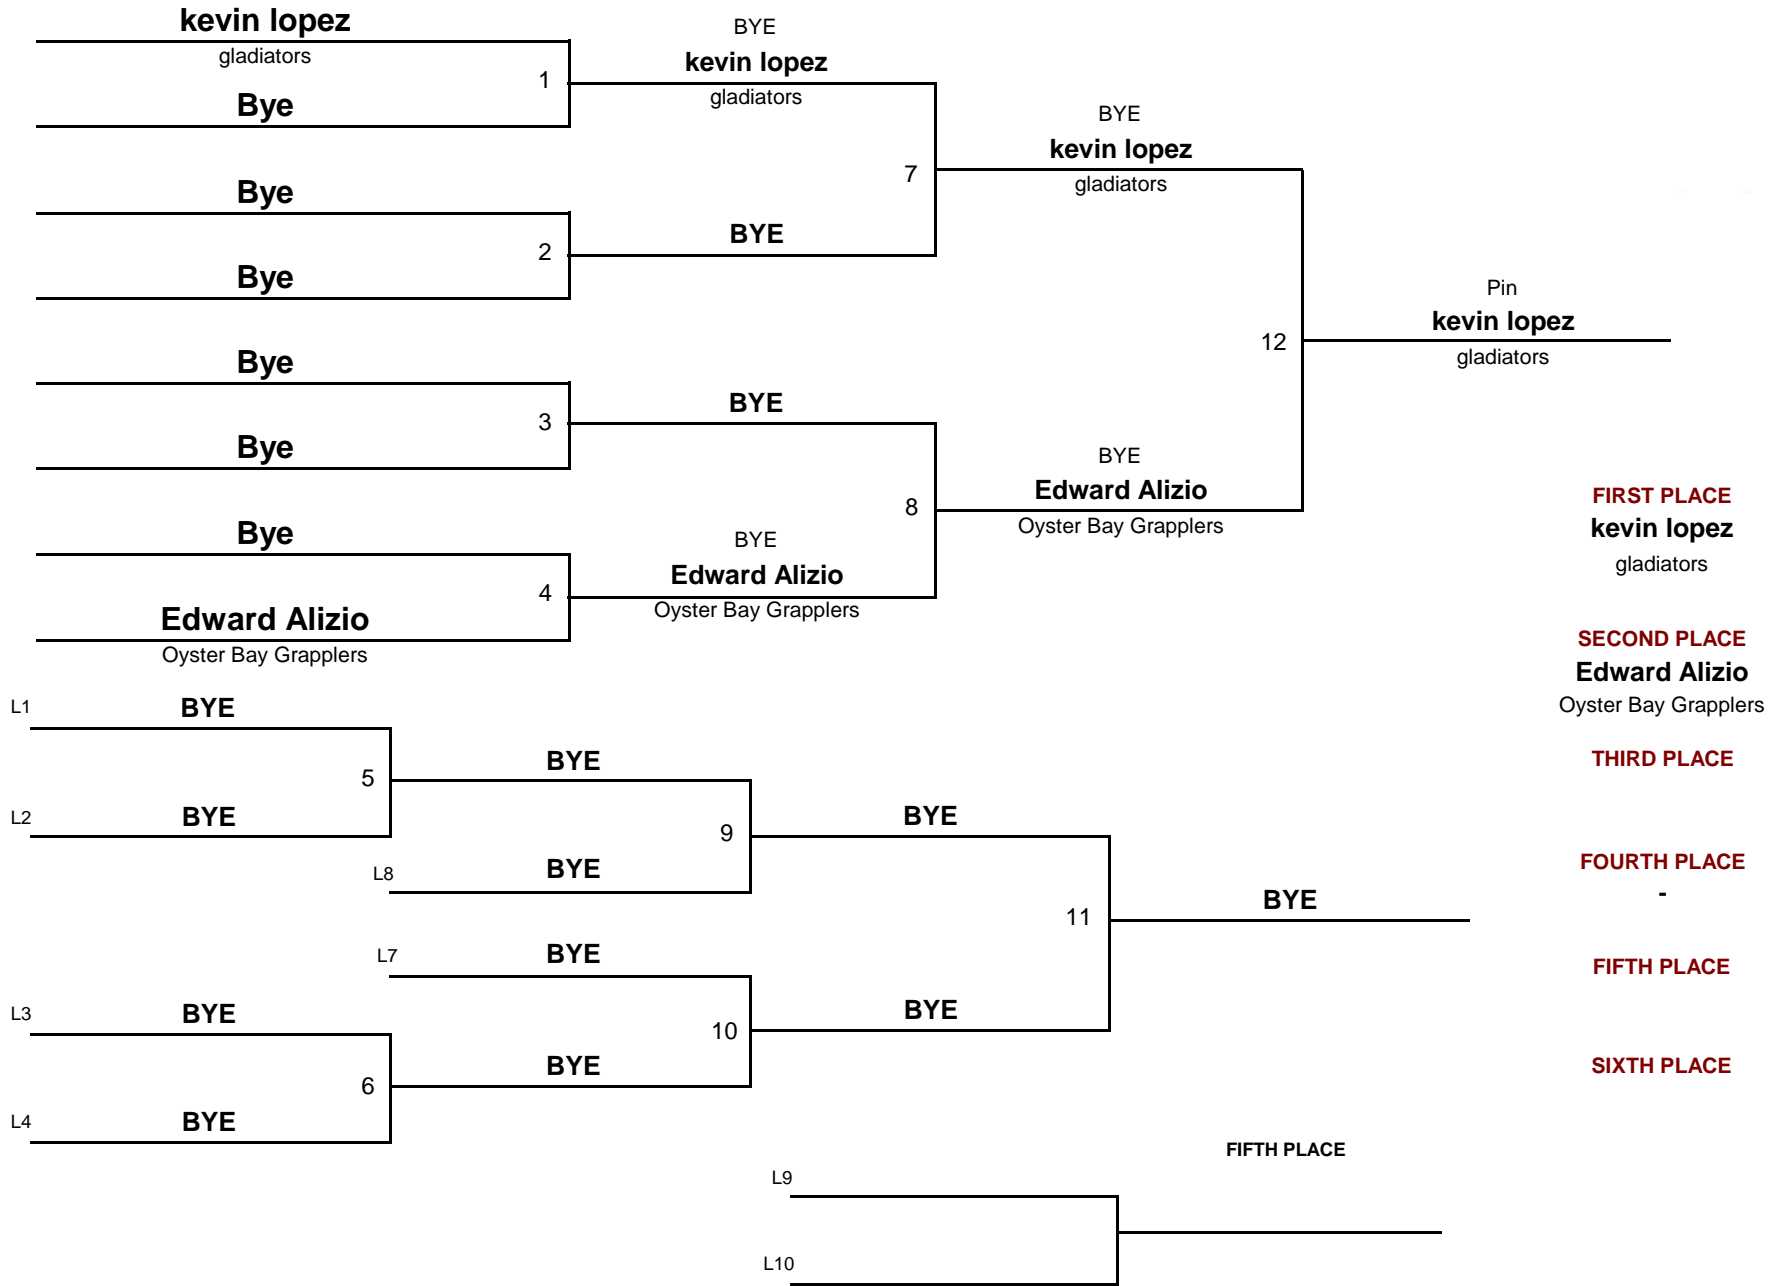 kevin lopez
gladiators
1
Bye
BYE
kevin lopez
gladiators
Bye
2
Bye
BYE
7
BYE
kevin lopez
gladiators
Bye
3
Bye
BYE
Bye
4
Edward Alizio
Oyster Bay Grapplers
BYE
Edward Alizio
Oyster Bay Grapplers
8
BYE
Edward Alizio
Oyster Bay Grapplers
12
Pin
kevin lopez
gladiators
FIRST PLACE
kevin lopez
gladiators
SECOND PLACE
Edward Alizio
Oyster Bay Grapplers
THIRD PLACE
FOURTH PLACE
-
FIFTH PLACE
SIXTH PLACE
L1 BYE
5
L2 BYE
BYE
9
L8 BYE
BYE
L7 BYE
10
BYE
L3 BYE
6
L4 BYE
BYE
11
BYE
FIFTH PLACE
L9
L10